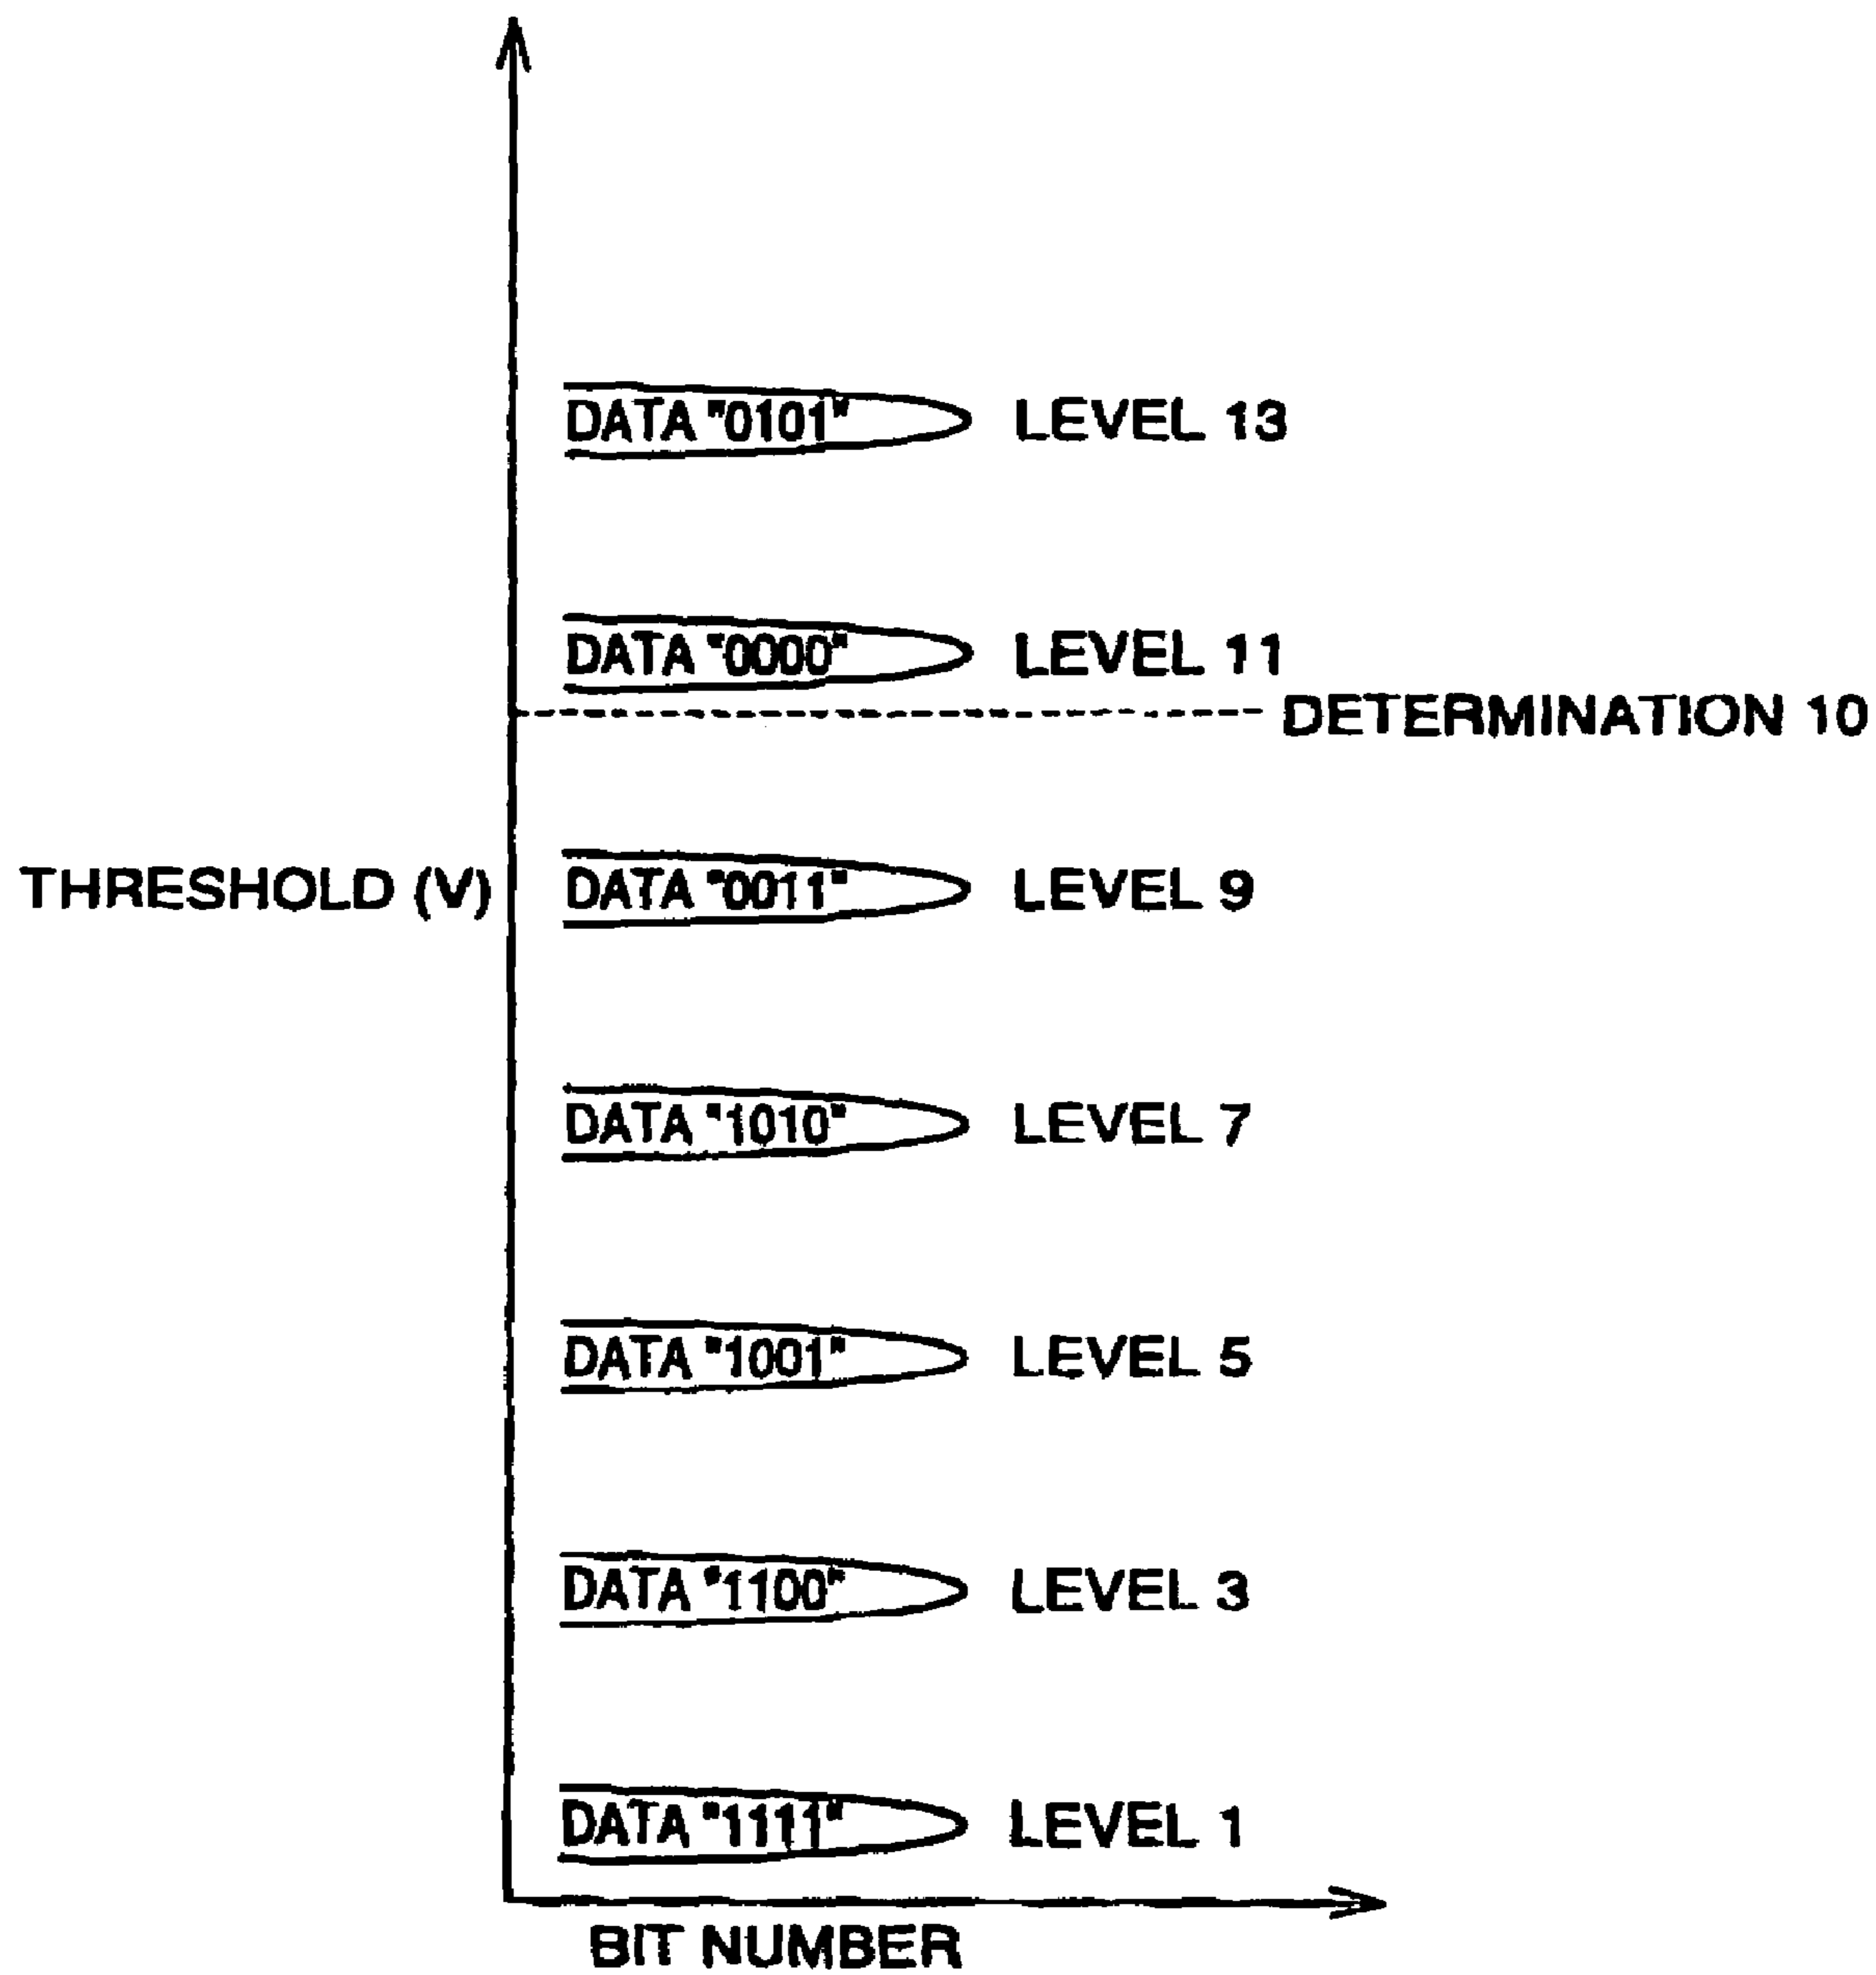 DATA "0101" LEVEL 13
DATA "0000" LEVEL 11
DETERMINATION 10
THRESHOLD (V)
DATA "0011" LEVEL 9
DATA "1010" LEVEL 7
DATA "1001" LEVEL 5
DATA "1100" LEVEL 3
DATA "1111" LEVEL 1
BIT NUMBER